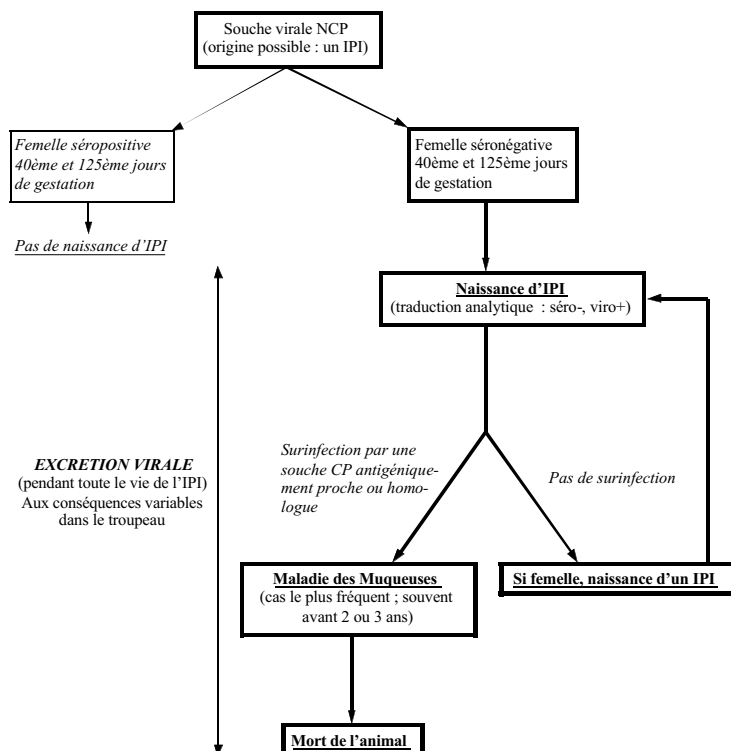 Souche virale NCP
(origine possible : un IPI)
Femelle séropositive
40ème et 125ème jours
de gestation
Femelle séronégative
40ème et 125ème jours
de gestation
Pas de naissance d’IPI
Naissance d’IPI
(traduction analytique : séro-, viro+)
EXCRETION VIRALE
(pendant toute le vie de l’IPI)
Aux conséquences variables
dans le troupeau
Surinfection par une
souche CP antigénique-
ment proche ou homo-
logue
Pas de surinfection
Maladie des Muqueuses
(cas le plus fréquent ; souvent
avant 2 ou 3 ans)
Si femelle, naissance d’un IPI
Mort de l’animal